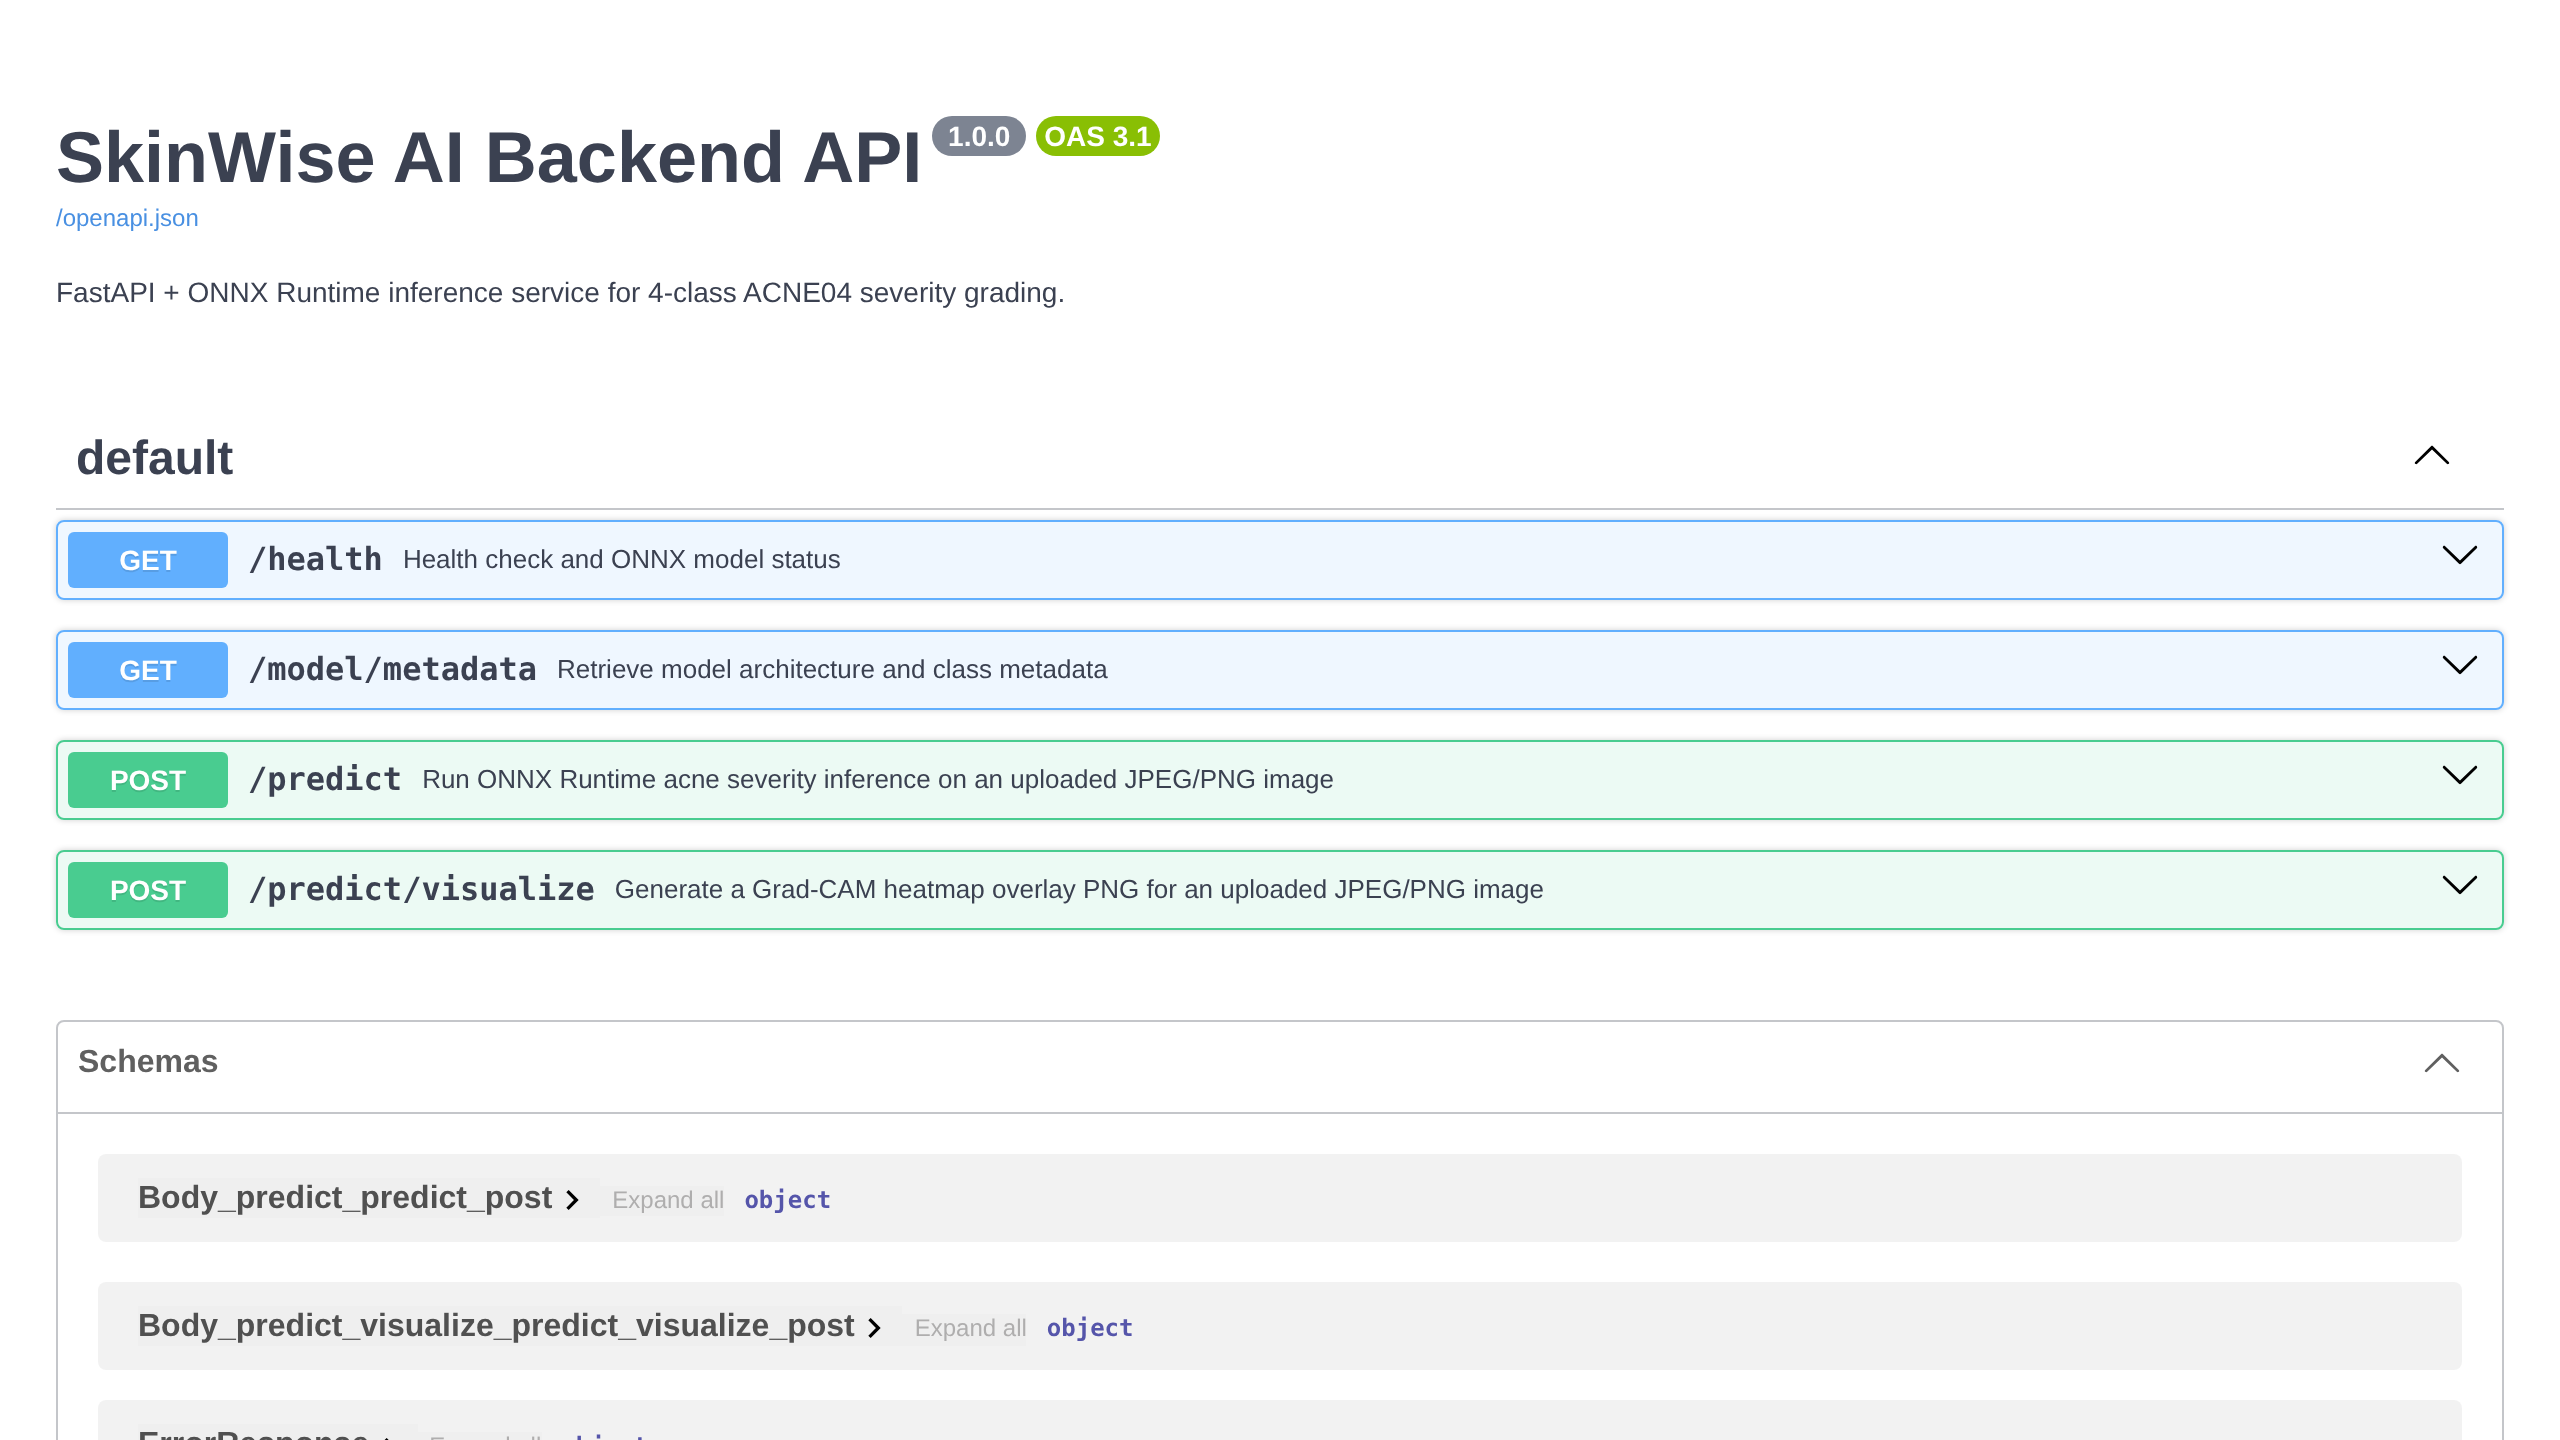 SkinWise AI Backend API 1.0.0 OAS 3.1
/openapi.json
FastAPI + ONNX Runtime inference service for 4-class ACNE04 severity grading.
default
GET /health Health check and ONNX model status
GET /model/metadata Retrieve model architecture and class metadata
POST /predict Run ONNX Runtime acne severity inference on an uploaded JPEG/PNG image
POST /predict/visualize Generate a Grad-CAM heatmap overlay PNG for an uploaded JPEG/PNG image
Schemas
Body_predict_predict_post Expand all object
Body_predict_visualize_predict_visualize_post Expand all object
ErrorResponse Expand all object